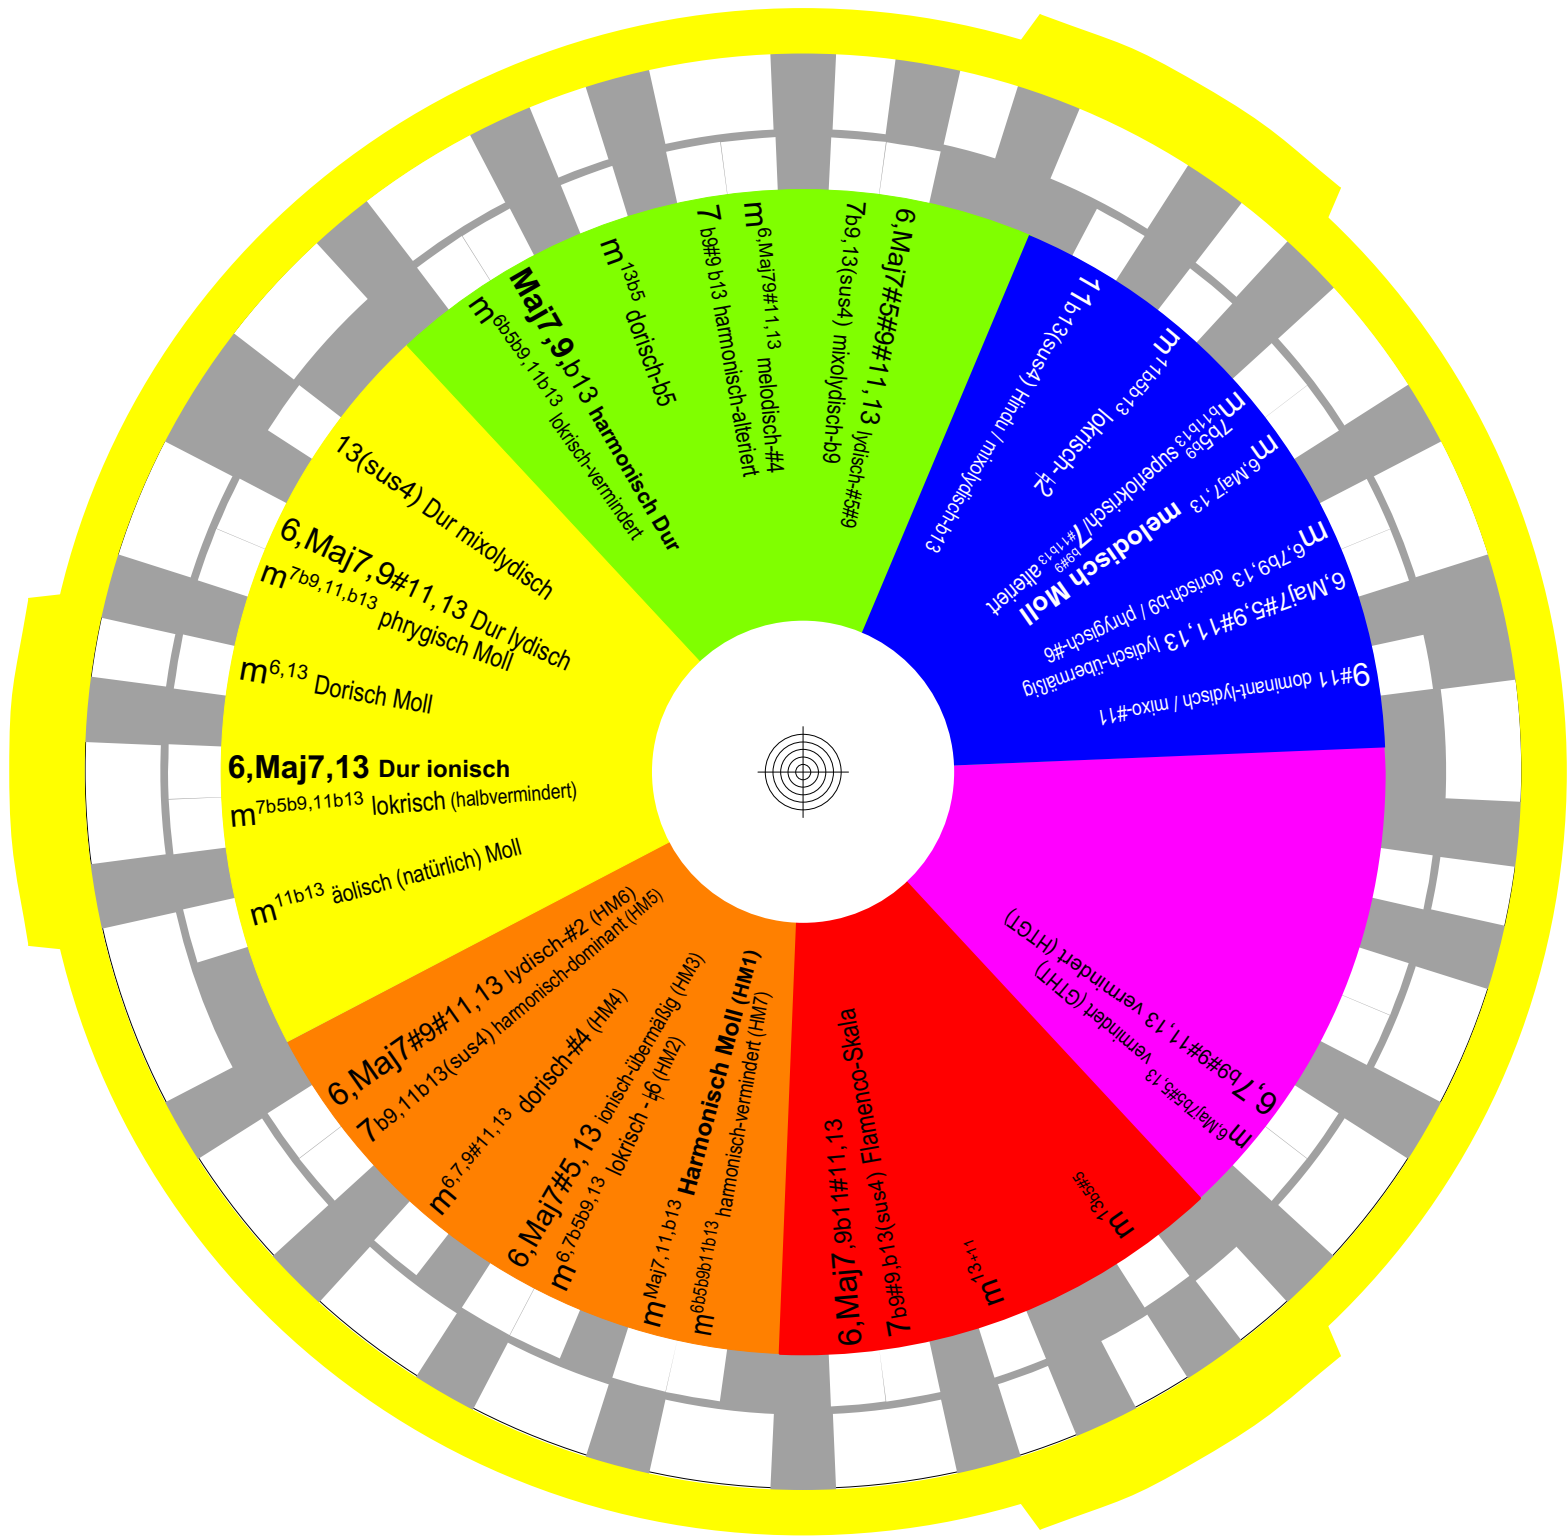 m6b5b9,11b13 lokrisch-vermindert
Maj7,9,b13 harmonisch Dur
m13b5 dorisch-b5
7 b9#9 b13 harmonisch-alteriert
m6,Maj79#11,13 melodisch-#4
7b9,13(sus4) mixolydisch-b9
6,Maj7#5#9#11,13 lydisch-#5#9
11b13(sus4) Hindu / mixolydisch-b13
m11b5b13 lokrisch-♮2
m7b5b9 b11b13 superlokrisch/7b9#9 #11b13 alteriert
m6,Maj7,13 melodisch Moll
m6,7b9,13 dorisch-b9 / phrygisch-#6
6,Maj7#5,9#11,13 lydisch-übermäßig
9#11 dominant-lydisch / mixo-#11
6,7b9#9#11,13 vermindert (HTGT)
m6,Maj7b5#5,13 vermindert (GTHT)
m13b5#5
m13+11
7b9#9,b13(sus4) Flamenco-Skala
6,Maj7,9b11#11,13
m6b5b9b11b13 harmonisch-vermindert (HM7)
mMaj7,11,b13 Harmonisch Moll (HM1)
m6,7b5b9,13 lokrisch - ♮6 (HM2)
6,Maj7#5,13 ionisch-übermäßig (HM3)
m6,7,9#11,13 dorisch-#4 (HM4)
7b9,11b13(sus4) harmonisch-dominant (HM5)
6,Maj7#9#11,13 lydisch-#2 (HM6)
m11b13 äolisch (natürlich) Moll
m7b5b9,11b13 lokrisch (halbvermindert)
6,Maj7,13 Dur ionisch
m6,13 Dorisch Moll
m7b9,11,b13 phrygisch Moll
6,Maj7,9#11,13 Dur lydisch
13(sus4) Dur mixolydisch